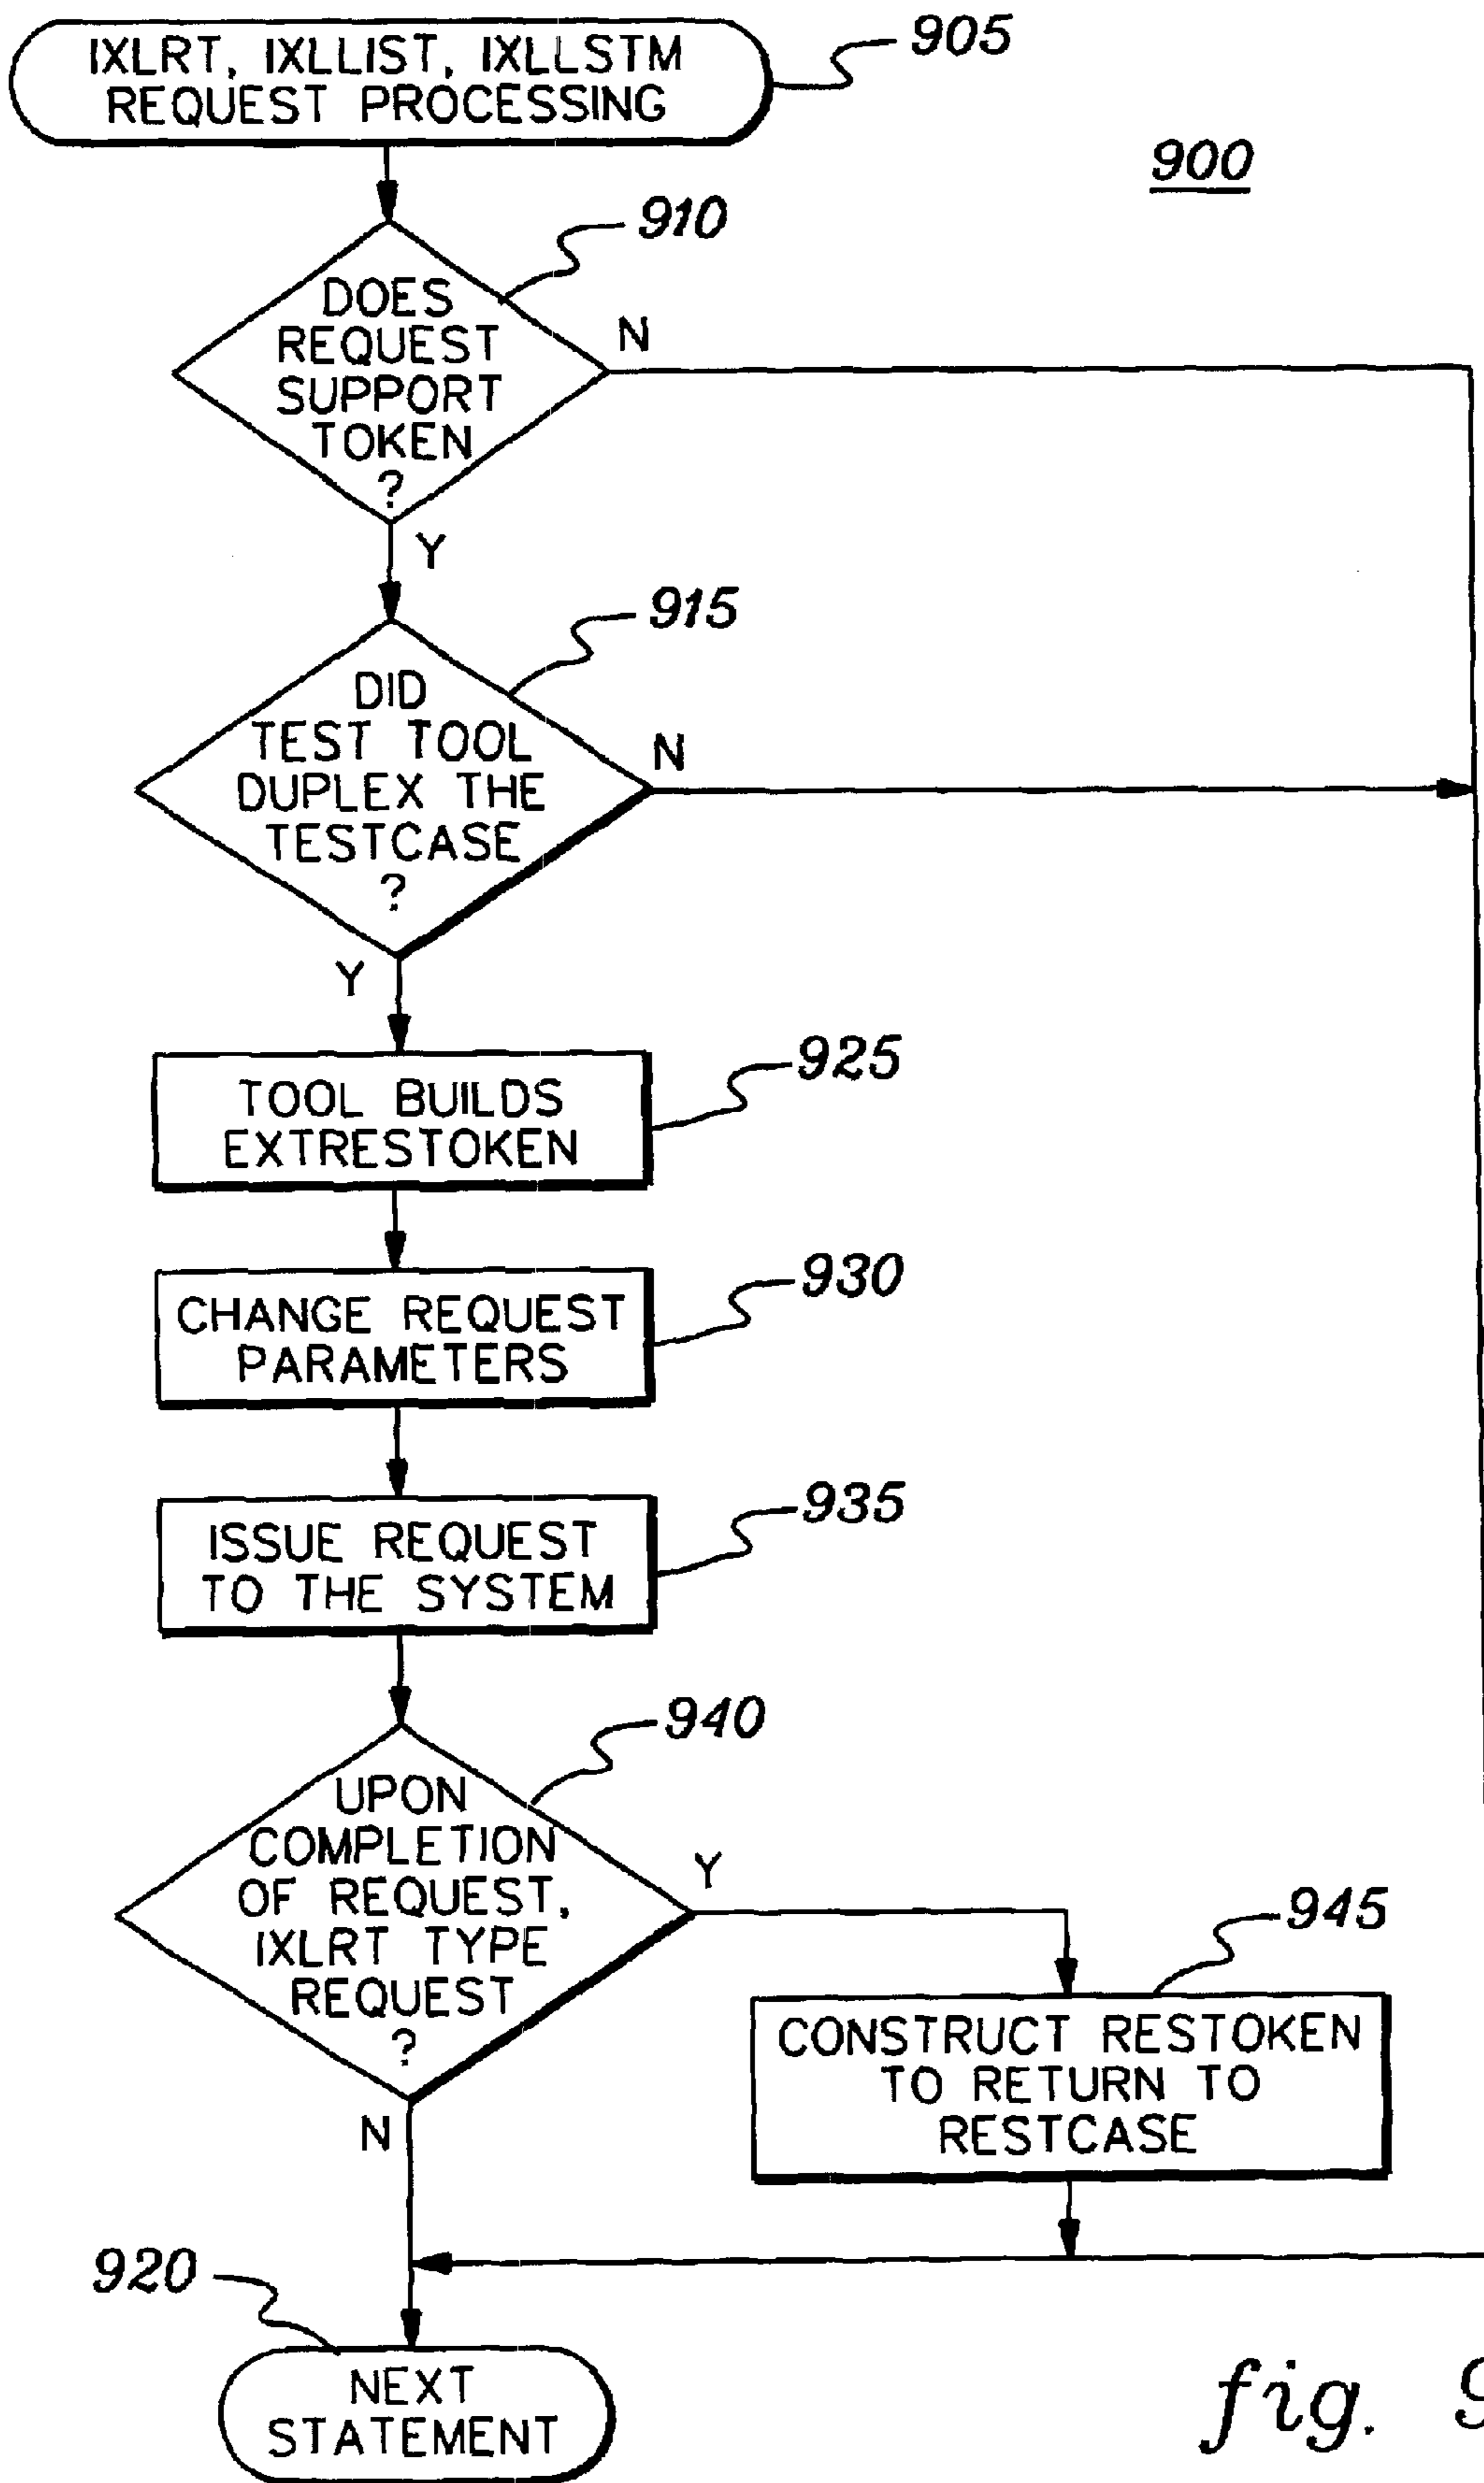 IXLRT, IXLLIST, IXLLSTM
REQUEST PROCESSING
905
900
910
DOES
REQUEST
SUPPORT
TOKEN
?
N
Y
915
DID
TEST TOOL
DUPLEX THE
TESTCASE
?
N
Y
925
TOOL BUILDS
EXTRESTOKEN
930
CHANGE REQUEST
PARAMETERS
935
ISSUE REQUEST
TO THE SYSTEM
940
UPON
COMPLETION
OF REQUEST,
IXLRT TYPE
REQUEST
?
Y
N
945
CONSTRUCT RESTOKEN
TO RETURN TO
RESTCASE
920
NEXT
STATEMENT
fig. 9